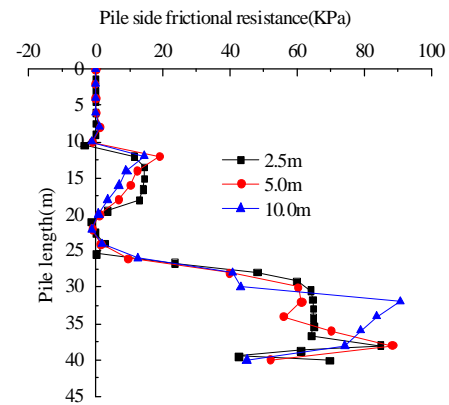 Pile side frictional resistance(KPa)
-20 0 20 40 60 80 100
0
5
10
15
20
25
30
35
40
45
Pile length(m)
2.5m
5.0m
10.0m